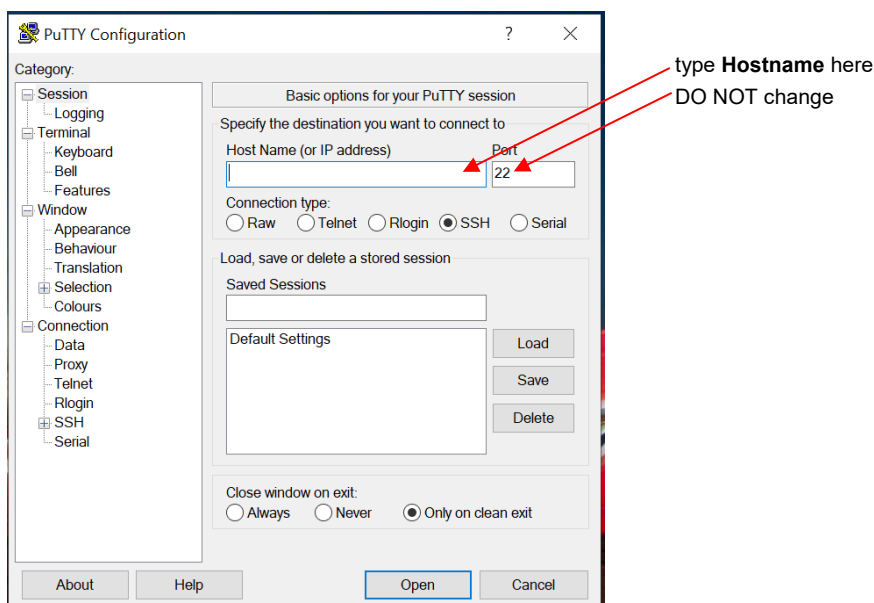 PuTTY Configuration ? ×
Category:
Session
Logging
Terminal
Keyboard
Bell
Features
Window
Appearance
Behaviour
Translation
Selection
Colours
Connection
Data
Proxy
Telnet
Rlogin
SSH
Serial
Basic options for your PuTTY session
Specify the destination you want to connect to
Host Name (or IP address) Port
22
Connection type:
Raw Telnet Rlogin SSH Serial
Load, save or delete a stored session
Saved Sessions
Default Settings
Load
Save
Delete
Close window on exit:
Always Never Only on clean exit
About Help Open Cancel
type Hostname here
DO NOT change